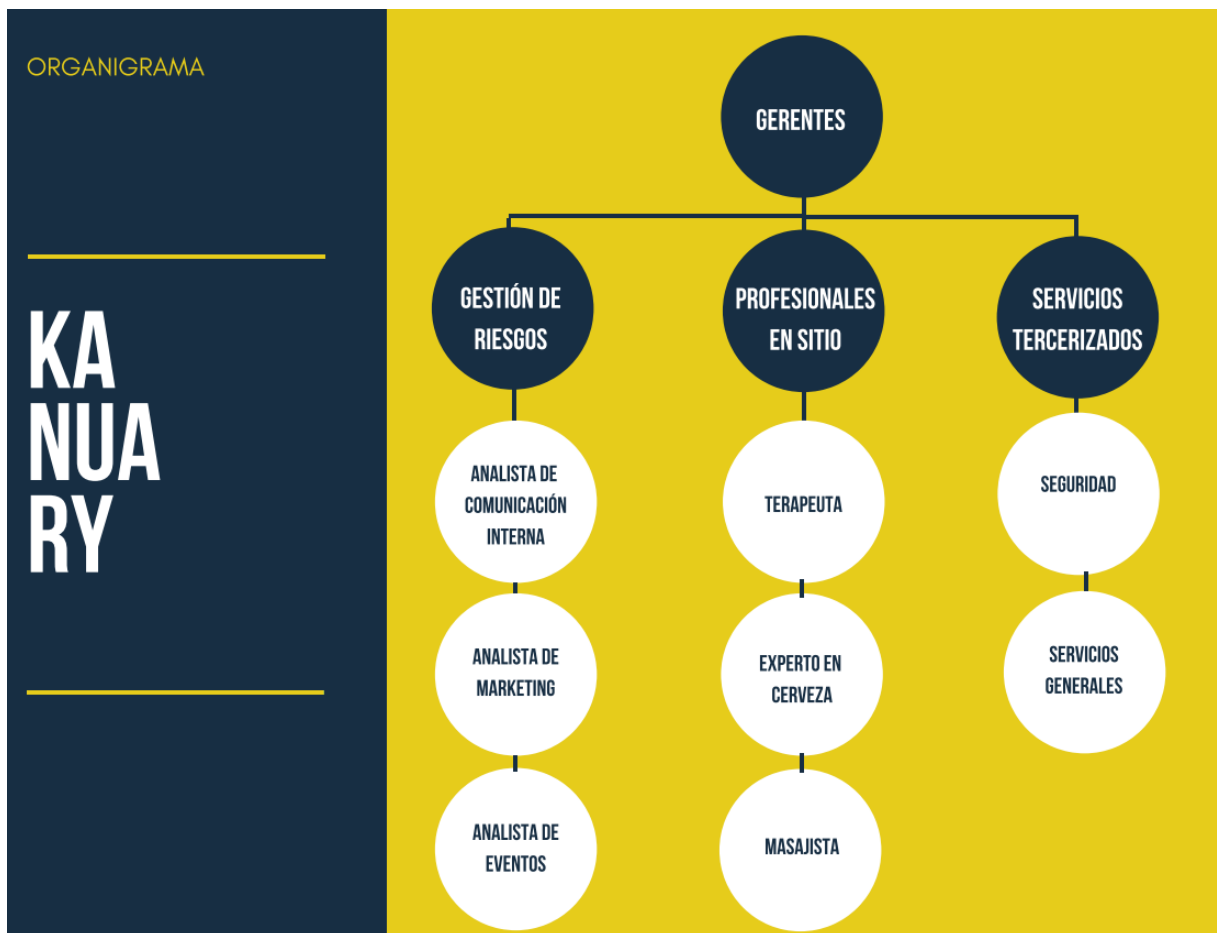 ORGANIGRAMA
KA
NUA
RY
GERENTES
GESTIÓN DE
RIESGOS
PROFESIONALES
EN SITIO
SERVICIOS
TERCERIZADOS
ANALISTA DE
COMUNICACIÓN
INTERNA
TERAPEUTA
SEGURIDAD
ANALISTA DE
MARKETING
EXPERTO EN
CERVEZA
SERVICIOS
GENERALES
ANALISTA DE
EVENTOS
MASAJISTA